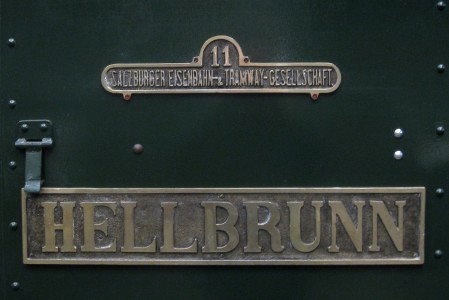 11
SALZBURGER EISENBAHN- & TRAMWAY-GESELLSCHAFT
HELLBRUNN